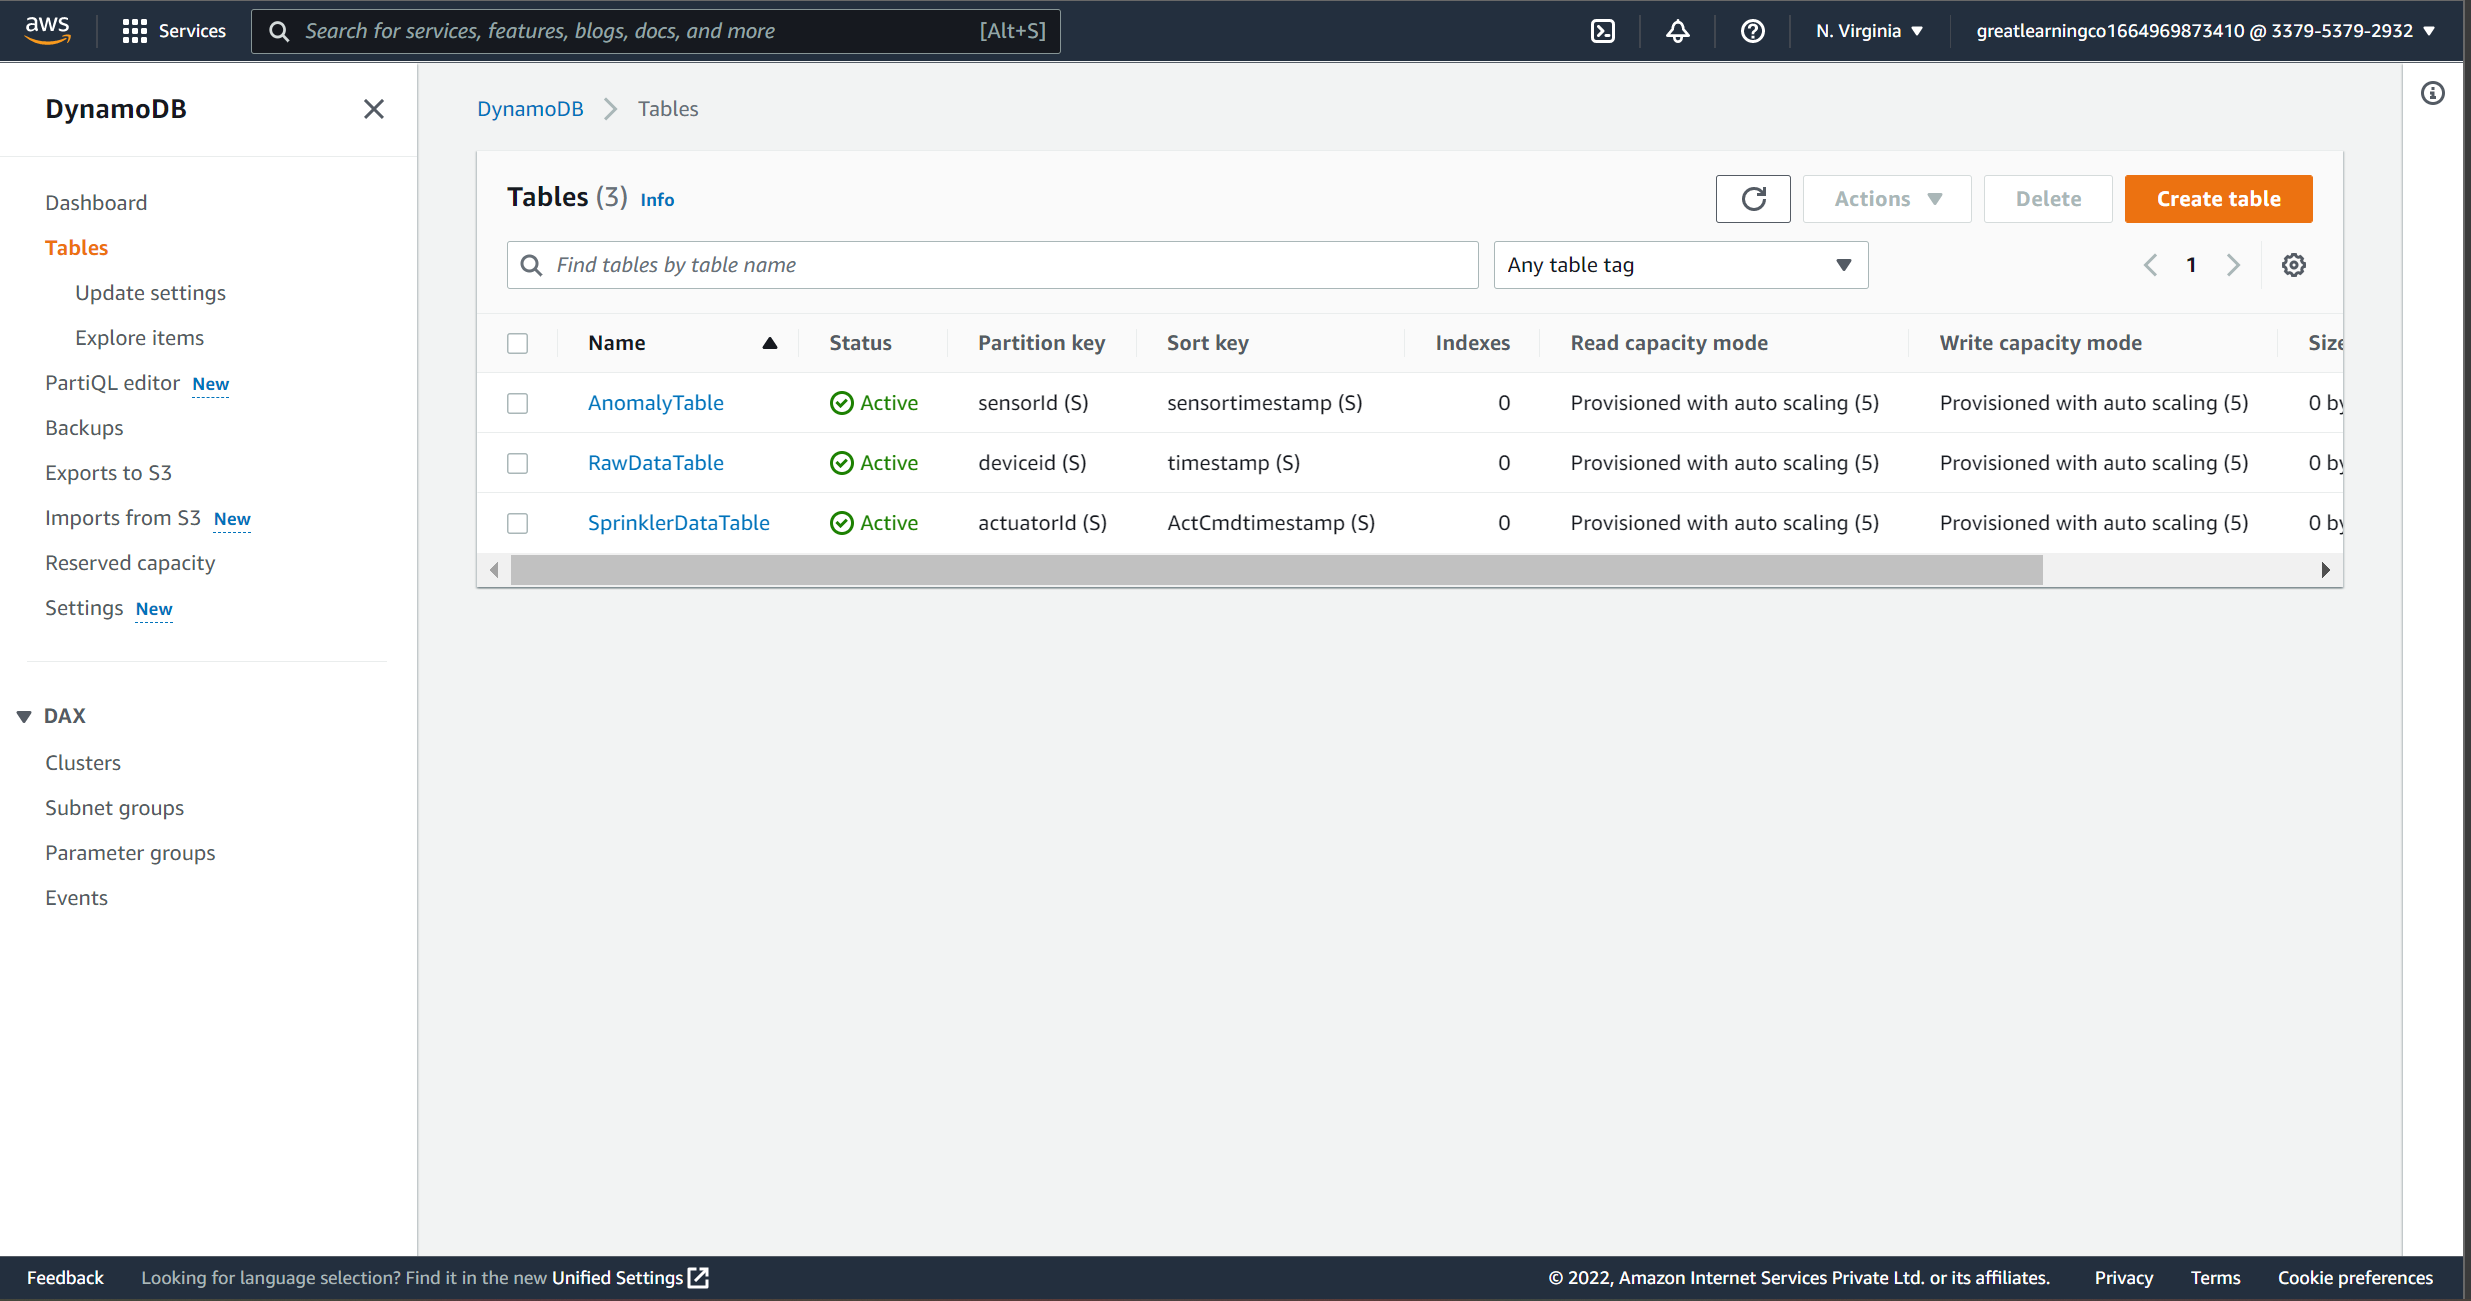 aws
Services
Search for services, features, blogs, docs, and more [Alt+S]
N. Virginia
greatlearningco1664969873410 @ 3379-5379-2932
DynamoDB
Dashboard
Tables
Update settings
Explore items
PartiQL editor New
Backups
Exports to S3
Imports from S3 New
Reserved capacity
Settings New
DAX
Clusters
Subnet groups
Parameter groups
Events
DynamoDB Tables
Tables (3) Info
Actions
Delete
Create table
Find tables by table name
Any table tag
1
Name Status Partition key Sort key Indexes Read capacity mode Write capacity mode
AnomalyTable Active sensorId (S) sensortimestamp (S) 0 Provisioned with auto scaling (5) Provisioned with auto scaling (5) 0
RawDataTable Active deviceid (S) timestamp (S) 0 Provisioned with auto scaling (5) Provisioned with auto scaling (5) 0
SprinklerDataTable Active actuatorId (S) ActCmdtimestamp (S) 0 Provisioned with auto scaling (5) Provisioned with auto scaling (5) 0
Feedback Looking for language selection? Find it in the new Unified Settings © 2022, Amazon Internet Services Private Ltd. or its affiliates. Privacy Terms Cookie preferences